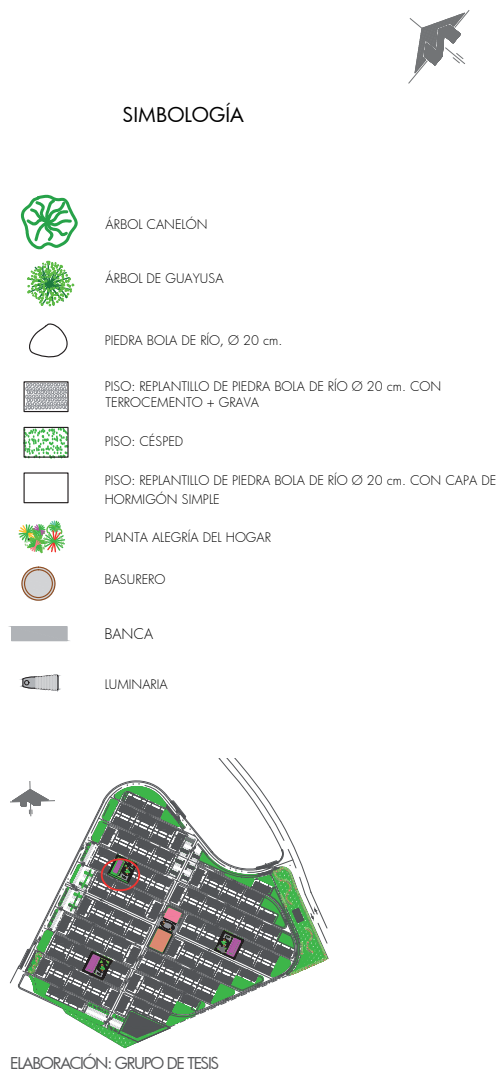 SIMBOLOGÍA
ÁRBOL CANELÓN
ÁRBOL DE GUAYUSA
PIEDRA BOLA DE RÍO, Ø 20 cm.
PISO: REPLANTILLO DE PIEDRA BOLA DE RÍO Ø 20 cm. CON
TERROCEMENTO + GRAVA
PISO: CÉSPED
PISO: REPLANTILLO DE PIEDRA BOLA DE RÍO Ø 20 cm. CON CAPA DE
HORMIGÓN SIMPLE
PLANTA ALEGRÍA DEL HOGAR
BASURERO
BANCA
LUMINARIA
ELABORACIÓN: GRUPO DE TESIS